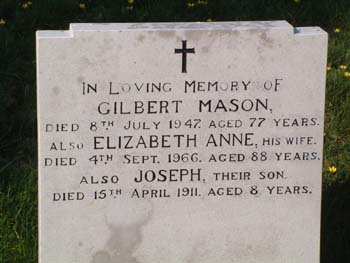 IN LOVING MEMORY OF
GILBERT MASON,
DIED 8TH JULY 1947. AGED 77 YEARS.
ALSO ELIZABETH ANNE, HIS WIFE.
DIED 4TH SEPT. 1966. AGED 88 YEARS.
ALSO JOSEPH, THEIR SON.
DIED 15TH APRIL 1911. AGED 8 YEARS.